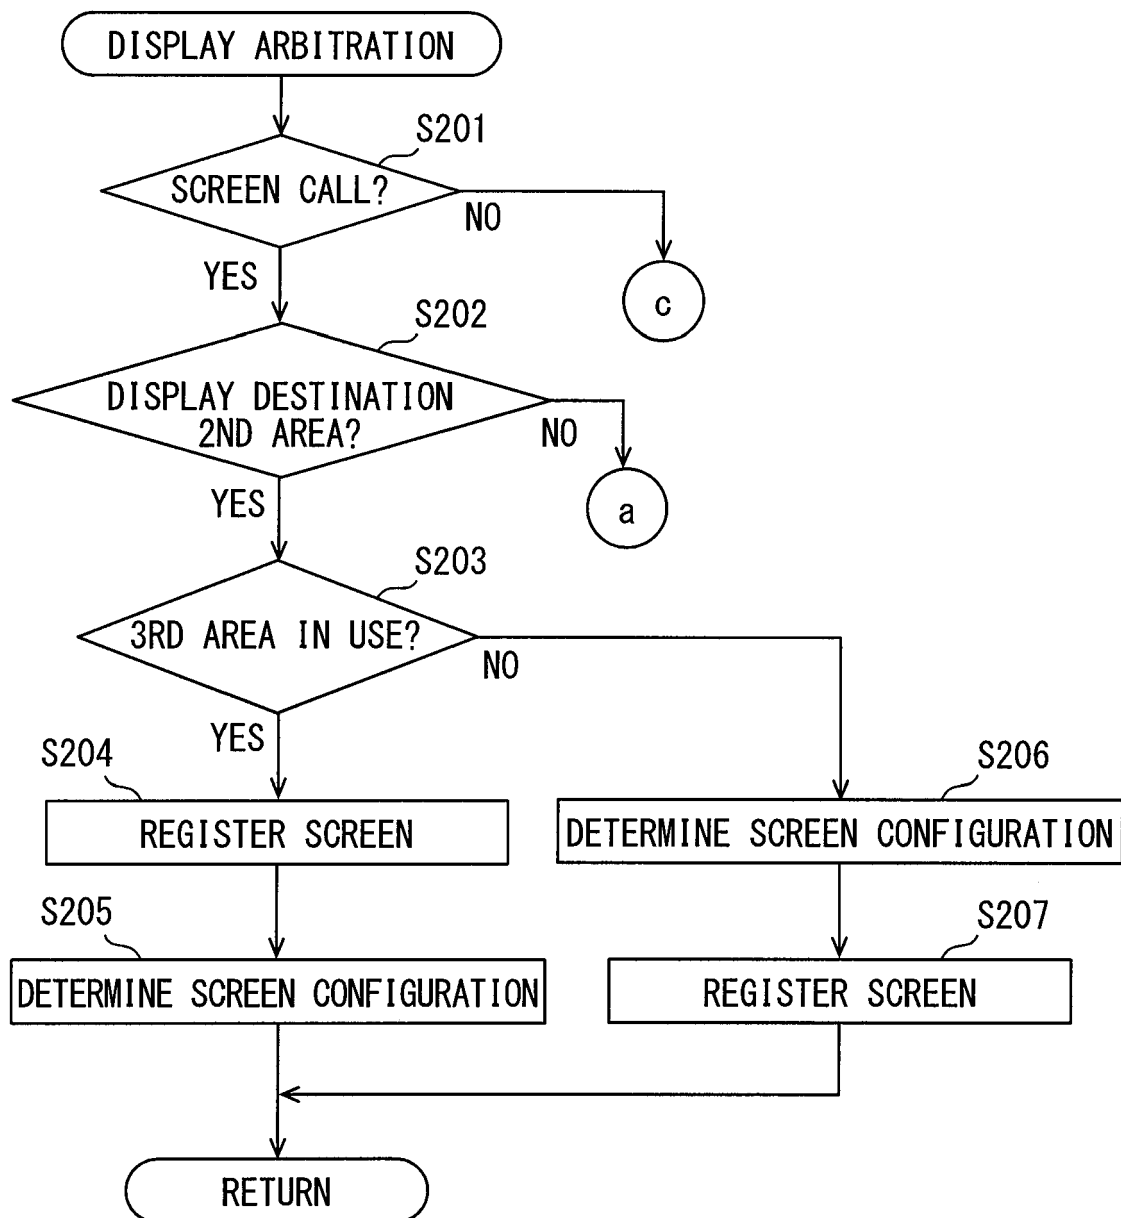 DISPLAY ARBITRATION
S201
SCREEN CALL?
NO
YES
c
S202
DISPLAY DESTINATION
2ND AREA?
NO
YES
a
S203
3RD AREA IN USE?
NO
YES
S204
REGISTER SCREEN
S206
DETERMINE SCREEN CONFIGURATION
S205
DETERMINE SCREEN CONFIGURATION
S207
REGISTER SCREEN
RETURN